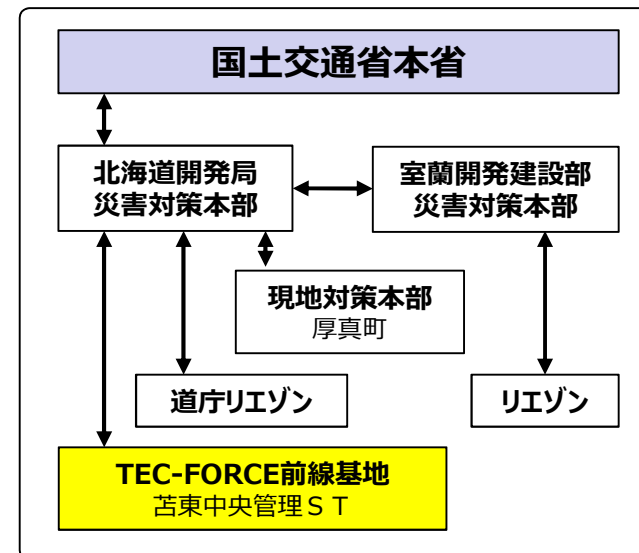 国土交通省本省
北海道開発局
災害対策本部
室蘭開発建設部
災害対策本部
現地対策本部
厚真町
道庁リエゾン
リエゾン
TEC-FORCE前線基地
苫東中央管理ＳＴ